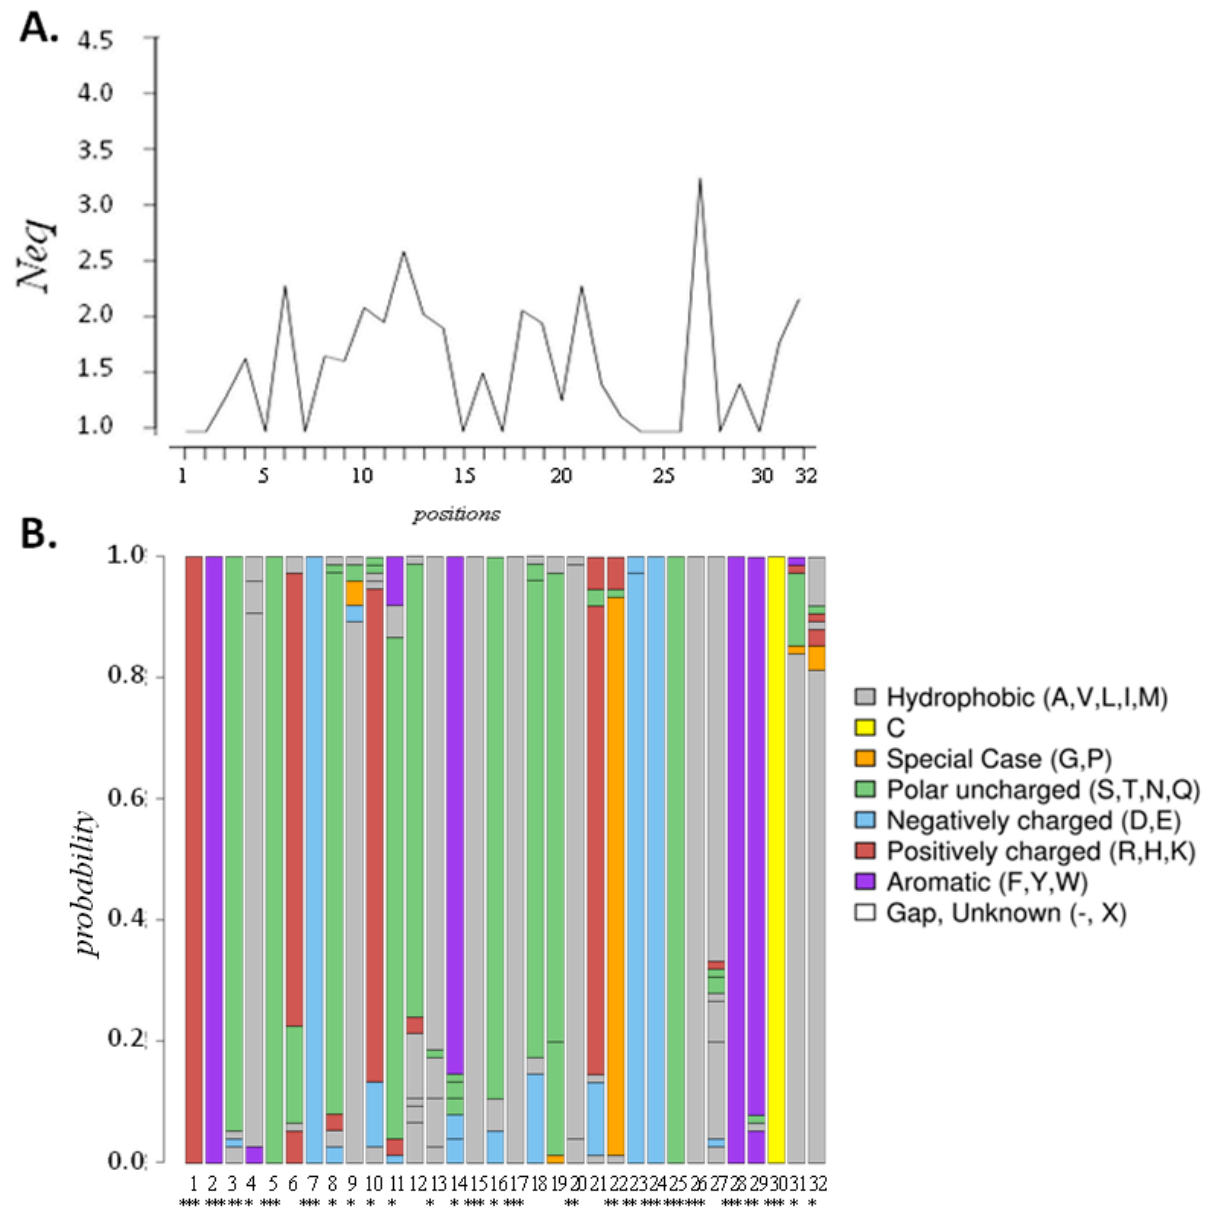 A.
4.5
4.0
3.5
3.0
2.5
2.0
1.5
1.0
Neq
1 5 10 15 20 25 30 32
positions
B.
1.0
0.8
0.6
0.4
0.2
0.0
probability
1 2 3 4 5 6 7 8 9 10 11 12 13 14 15 16 17 18 19 20 21 22 23 24 25 26 27 28 29 30 31 32
*** *** ** * *** * *** * * * * * * *** * *** ** * ** ** *** *** *** ** *** * *
Hydrophobic (A,V,L,I,M)
C
Special Case (G,P)
Polar uncharged (S,T,N,Q)
Negatively charged (D,E)
Positively charged (R,H,K)
Aromatic (F,Y,W)
Gap, Unknown (-, X)